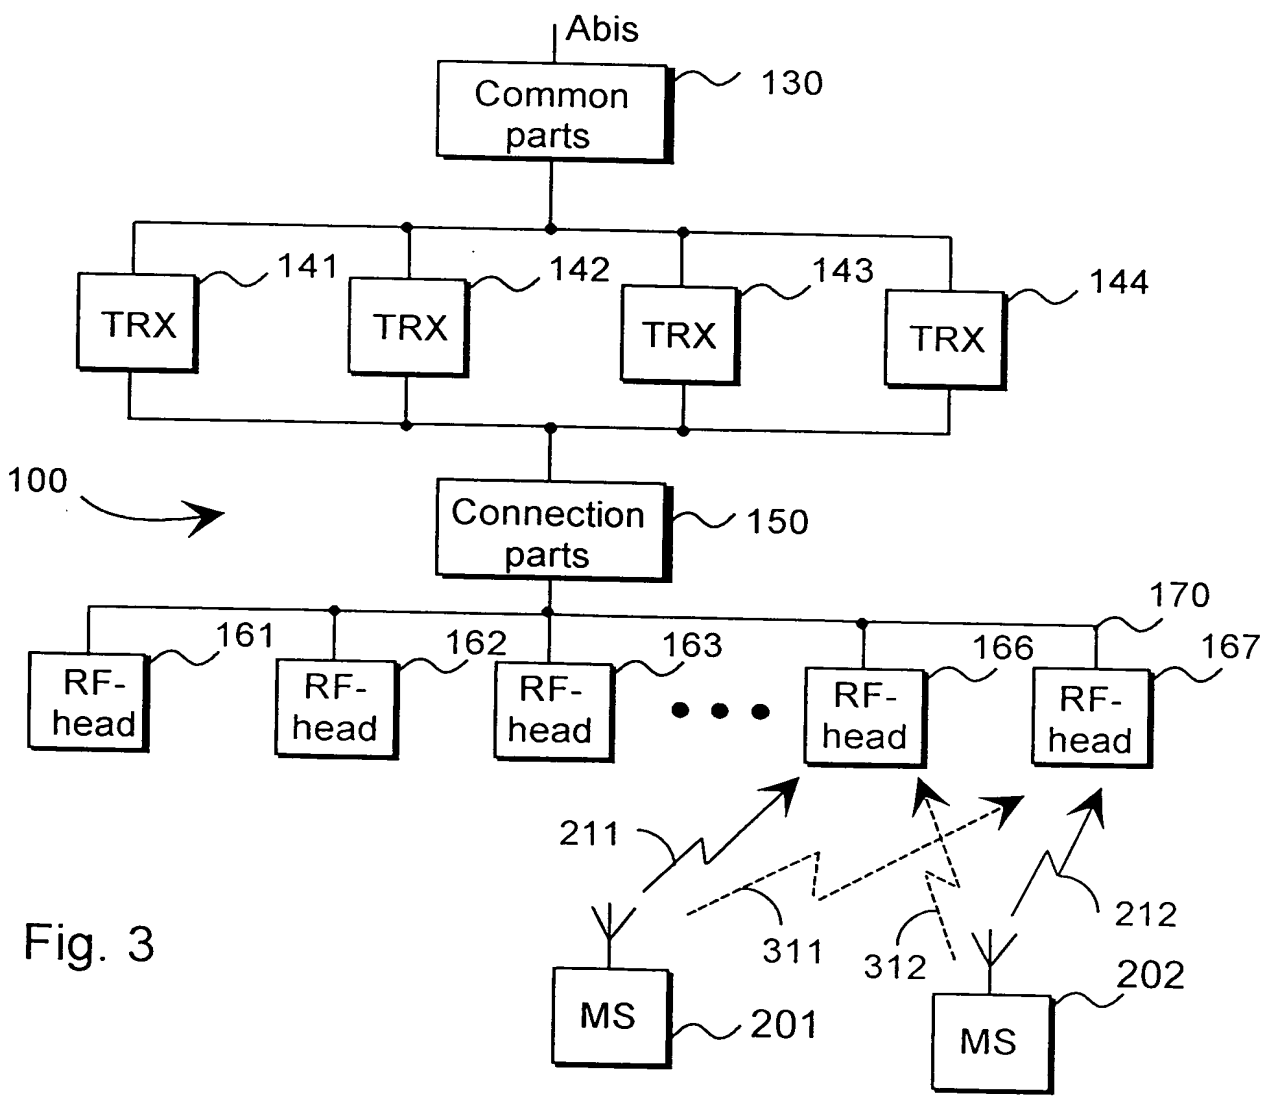 Abis
Common
parts
130
141
142
143
144
TRX
TRX
TRX
TRX
100
Connection
parts
150
170
161
162
163
166
167
RF-
head
RF-
head
RF-
head
RF-
head
RF-
head
211
311
312
212
Fig. 3
MS
201
MS
202